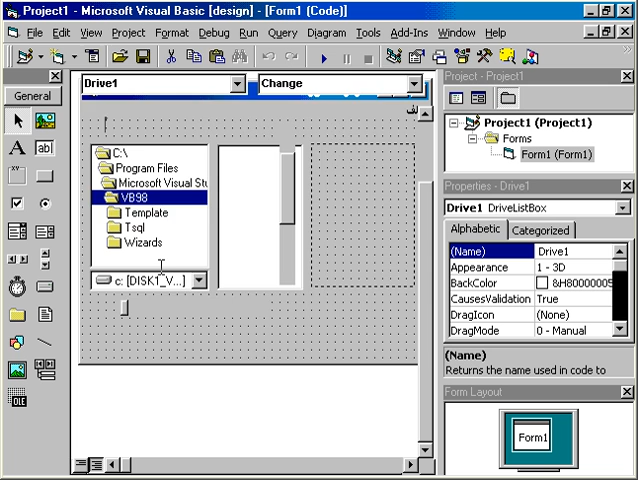 Project1 - Microsoft Visual Basic [design] - [Form1 (Code)]
File Edit View Project Format Debug Run Query Diagram Tools Add-Ins Window Help
General
Drive1
Change
C:\
Program Files
Microsoft Visual Stu
VB98
Template
Tsql
Wizards
c: [DISK1_V...]
Project - Project1
Project1 (Project1)
Forms
Form1 (Form1)
Properties - Drive1
Drive1 DriveListBox
Alphabetic Categorized
(Name) Drive1
Appearance 1 - 3D
BackColor &H80000005
CausesValidation True
DragIcon (None)
DragMode 0 - Manual
(Name)
Returns the name used in code to
Form Layout
Form1
A
ab|
xy
OLE